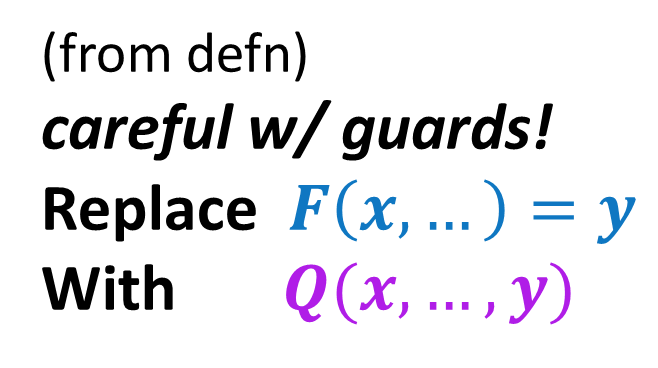 (from defn)
careful w/ guards!
Replace F(x, …) = y
With Q(x, … , y)